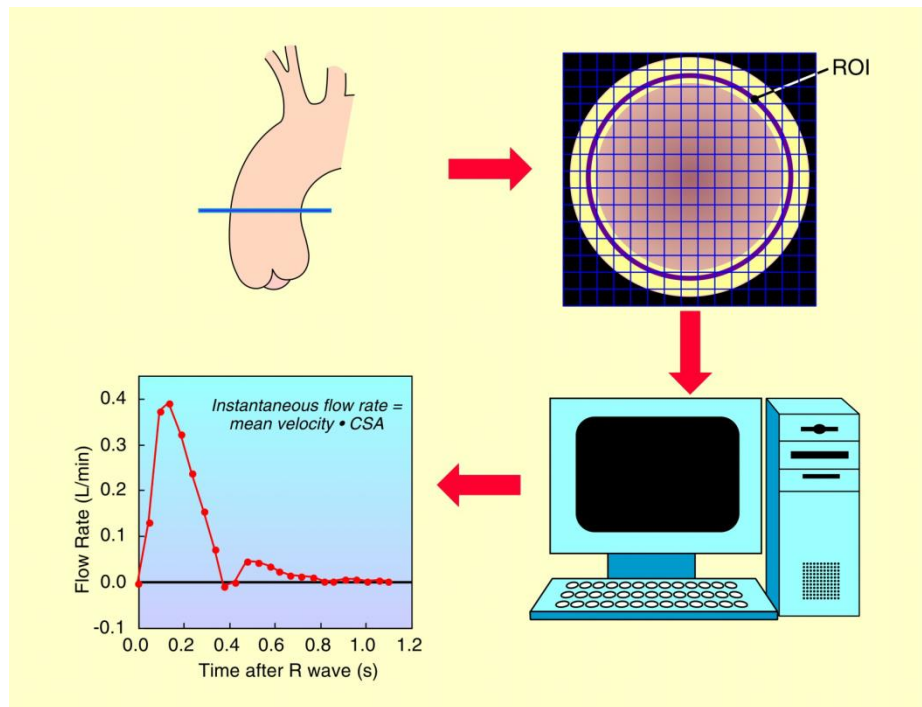 ROI
Instantaneous flow rate =
mean velocity • CSA
Flow Rate (L/min)
0.4
0.3
0.2
0.1
0.0
-0.1
0.0 0.2 0.4 0.6 0.8 1.0 1.2
Time after R wave (s)